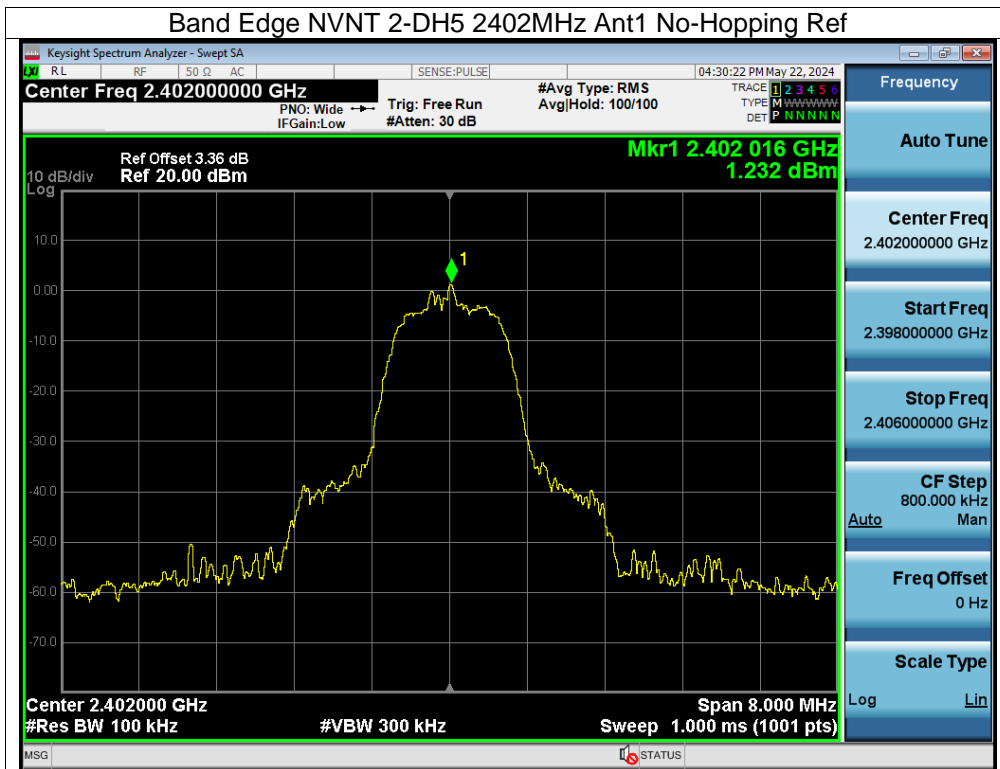 Band Edge NVNT 2-DH5 2402MHz Ant1 No-Hopping Ref
Keysight Spectrum Analyzer - Swept SA
LXI RL RF 50 Ω AC SENSE:PULSE 04:30:22 PM May 22, 2024
Center Freq 2.402000000 GHz
PNO: Wide
IFGain:Low
Trig: Free Run
#Atten: 30 dB
#Avg Type: RMS
Avg|Hold: 100/100
TRACE 1 2 3 4 5 6
TYPE M WWWWW
DET P N N N N N
Frequency
Mkr1 2.402 016 GHz
1.232 dBm
Ref Offset 3.36 dB
Ref 20.00 dBm
10 dB/div
Log
1
10.0
0.00
-10.0
-20.0
-30.0
-40.0
-50.0
-60.0
-70.0
Center 2.402000 GHz
Span 8.000 MHz
#Res BW 100 kHz
#VBW 300 kHz
Sweep 1.000 ms (1001 pts)
Auto Tune
Center Freq
2.402000000 GHz
Start Freq
2.398000000 GHz
Stop Freq
2.406000000 GHz
CF Step
800.000 kHz
Auto Man
Freq Offset
0 Hz
Scale Type
Log Lin
MSG
STATUS